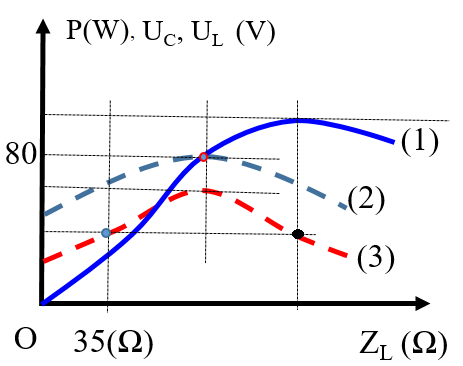 P(W), U_C, U_L (V)
80
(1)
(2)
(3)
O 35(Ω) Z_L (Ω)